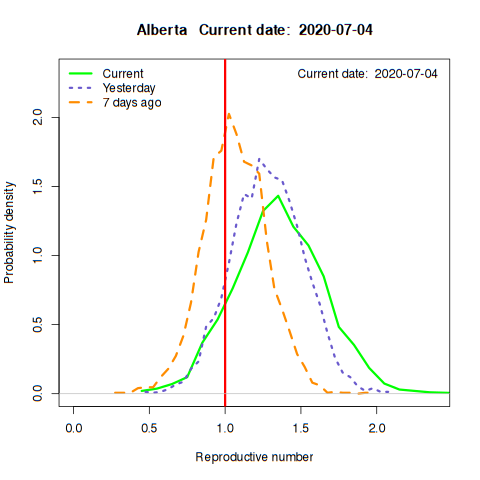 Alberta   Current date:  2020-07-04
Current
Yesterday
7 days ago
Current date:  2020-07-04
Probability density
2.0
1.5
1.0
0.5
0.0
0.0 0.5 1.0 1.5 2.0
Reproductive number